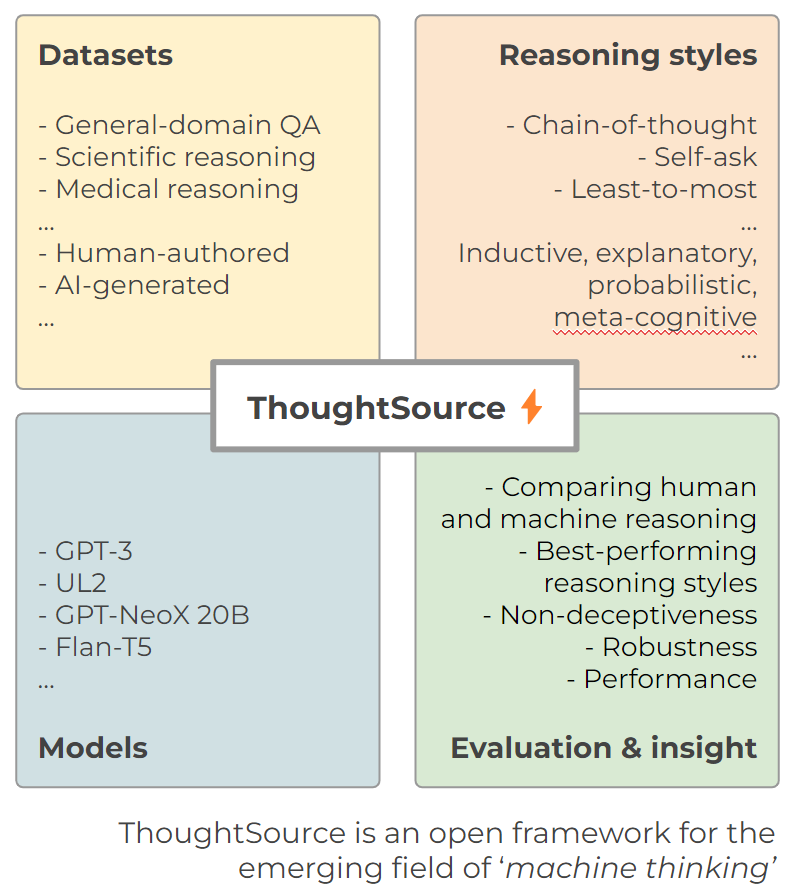 Datasets
- General-domain QA
- Scientific reasoning
- Medical reasoning
...
- Human-authored
- AI-generated
...
Reasoning styles
- Chain-of-thought
- Self-ask
- Least-to-most
...
Inductive, explanatory,
probabilistic,
meta-cognitive
...
ThoughtSource ⚡
- GPT-3
- UL2
- GPT-NeoX 20B
- Flan-T5
...
Models
- Comparing human
and machine reasoning
- Best-performing
reasoning styles
- Non-deceptiveness
- Robustness
- Performance
Evaluation & insight
ThoughtSource is an open framework for the
emerging field of ‘machine thinking’